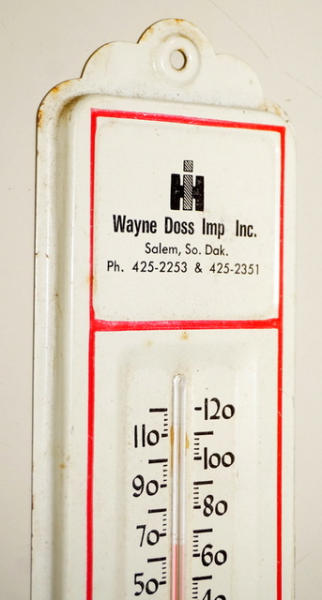 IH
Wayne Doss Imp Inc.
Salem, So. Dak.
Ph. 425-2253 & 425-2351
120
110
100
90
80
70
60
50
40